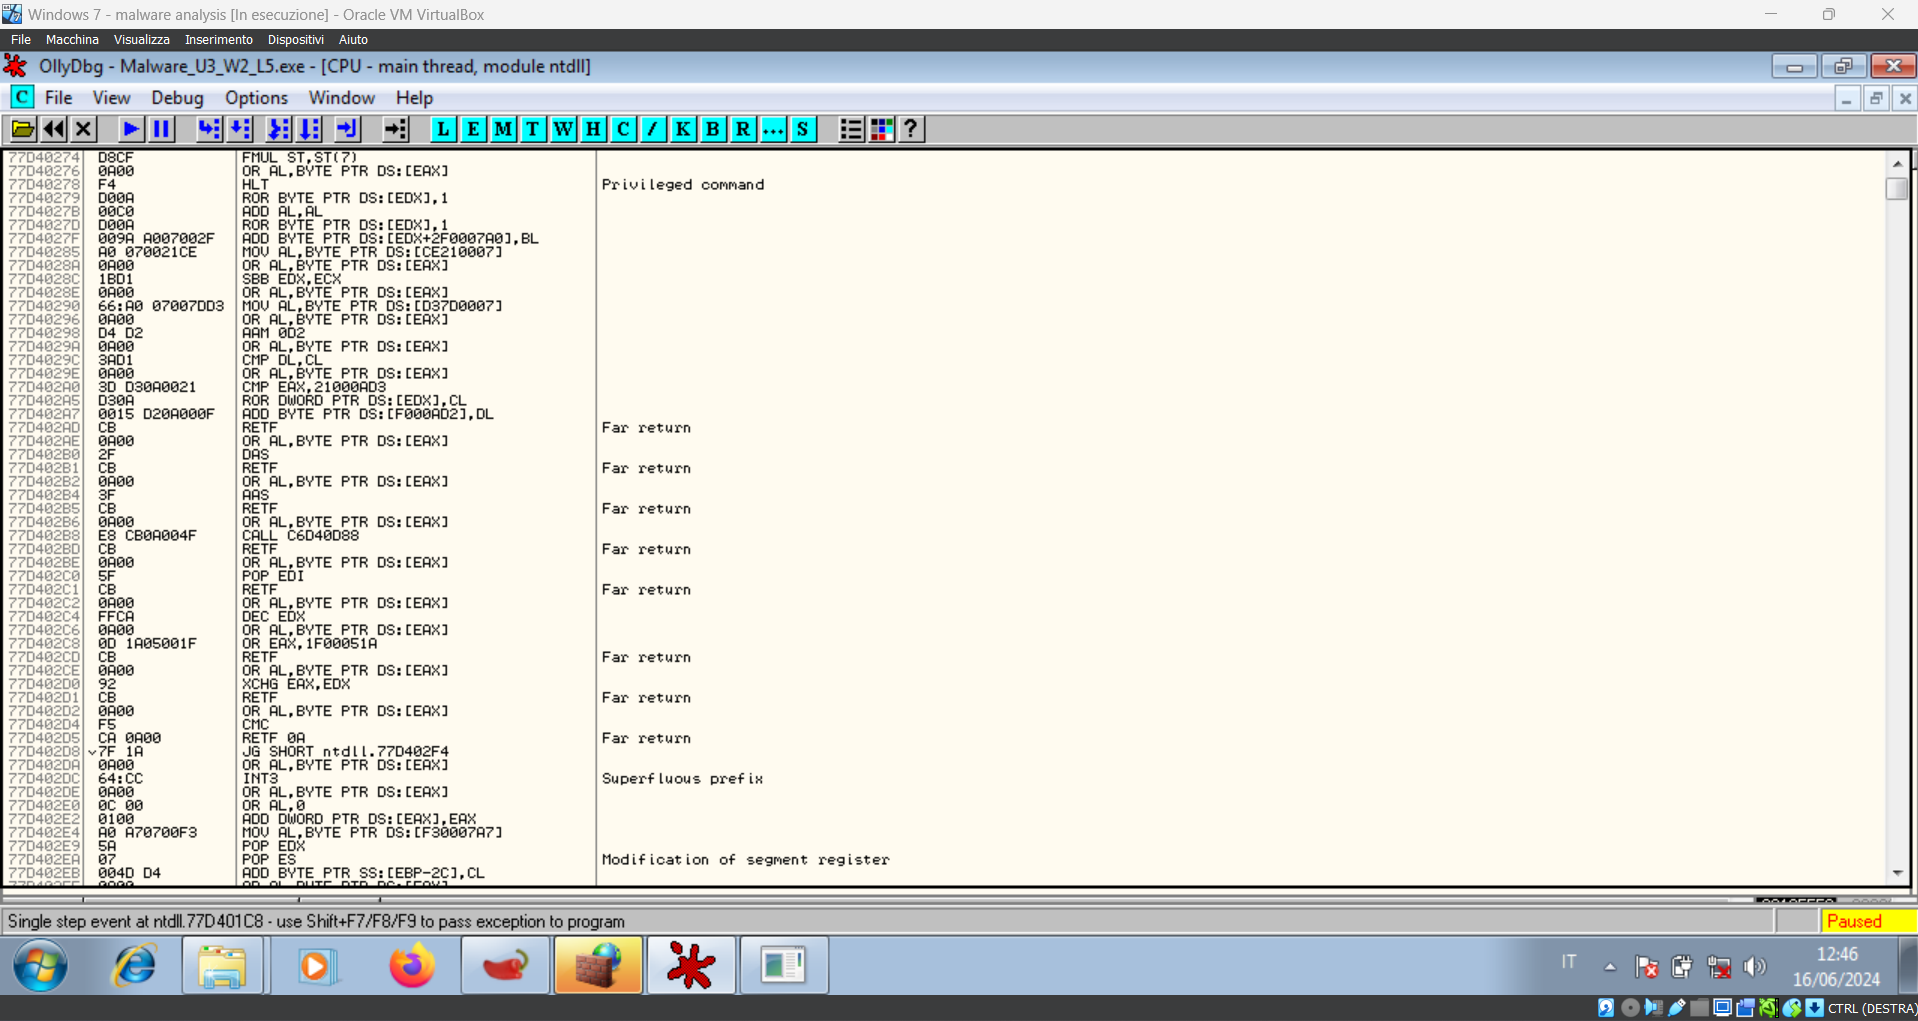 Windows 7 - malware analysis [In esecuzione] - Oracle VM VirtualBox
File Macchina Visualizza Inserimento Dispositivi Aiuto
OllyDbg - Malware_U3_W2_L5.exe - [CPU - main thread, module ntdll]
C File View Debug Options Window Help
L E M T W H C / K B R ... S ?
77D40274 D8CF FMUL ST,ST(7)
77D40276 0A00 OR AL,BYTE PTR DS:[EAX]
77D40278 F4 HLT Privileged command
77D40279 D00A ROR BYTE PTR DS:[EDX],1
77D4027B 00C0 ADD AL,AL
77D4027D D00A ROR BYTE PTR DS:[EDX],1
77D4027F 009A A007002F ADD BYTE PTR DS:[EDX+2F0007A0],BL
77D40285 A0 070021CE MOV AL,BYTE PTR DS:[CE210007]
77D4028A 0A00 OR AL,BYTE PTR DS:[EAX]
77D4028C 1BD1 SBB EDX,ECX
77D4028E 0A00 OR AL,BYTE PTR DS:[EAX]
77D40290 66:A0 07007DD3 MOV AL,BYTE PTR DS:[D37D0007]
77D40296 0A00 OR AL,BYTE PTR DS:[EAX]
77D40298 D4 D2 AAM 0D2
77D4029A 0A00 OR AL,BYTE PTR DS:[EAX]
77D4029C 3AD1 CMP DL,CL
77D4029E 0A00 OR AL,BYTE PTR DS:[EAX]
77D402A0 3D D30A0021 CMP EAX,21000AD3
77D402A5 D30A ROR DWORD PTR DS:[EDX],CL
77D402A7 0015 D20A000F ADD BYTE PTR DS:[F000AD2],DL
77D402AD CB RETF Far return
77D402AE 0A00 OR AL,BYTE PTR DS:[EAX]
77D402B0 2F DAS
77D402B1 CB RETF Far return
77D402B2 0A00 OR AL,BYTE PTR DS:[EAX]
77D402B4 3F AAS
77D402B5 CB RETF Far return
77D402B6 0A00 OR AL,BYTE PTR DS:[EAX]
77D402B8 E8 CB0A004F CALL C6D40D88
77D402BD CB RETF Far return
77D402BE 0A00 OR AL,BYTE PTR DS:[EAX]
77D402C0 5F POP EDI
77D402C1 CB RETF Far return
77D402C2 0A00 OR AL,BYTE PTR DS:[EAX]
77D402C4 FFCA DEC EDX
77D402C6 0A00 OR AL,BYTE PTR DS:[EAX]
77D402C8 0D 1A05001F OR EAX,1F00051A
77D402CD CB RETF Far return
77D402CE 0A00 OR AL,BYTE PTR DS:[EAX]
77D402D0 92 XCHG EAX,EDX
77D402D1 CB RETF Far return
77D402D2 0A00 OR AL,BYTE PTR DS:[EAX]
77D402D4 F5 CMC
77D402D5 CA 0A00 RETF 0A Far return
77D402D8 7F 1A JG SHORT ntdll.77D402F4
77D402DA 0A00 OR AL,BYTE PTR DS:[EAX]
77D402DC 64:CC INT3 Superfluous prefix
77D402DE 0A00 OR AL,BYTE PTR DS:[EAX]
77D402E0 0C 00 OR AL,0
77D402E2 0100 ADD DWORD PTR DS:[EAX],EAX
77D402E4 A0 A70700F3 MOV AL,BYTE PTR DS:[F30007A7]
77D402E9 5A POP EDX
77D402EA 07 POP ES Modification of segment register
77D402EB 004D D4 ADD BYTE PTR SS:[EBP-2C],CL
Single step event at ntdll.77D401C8 - use Shift+F7/F8/F9 to pass exception to program
Paused
IT
12:46
16/06/2024
CTRL (DESTRA)